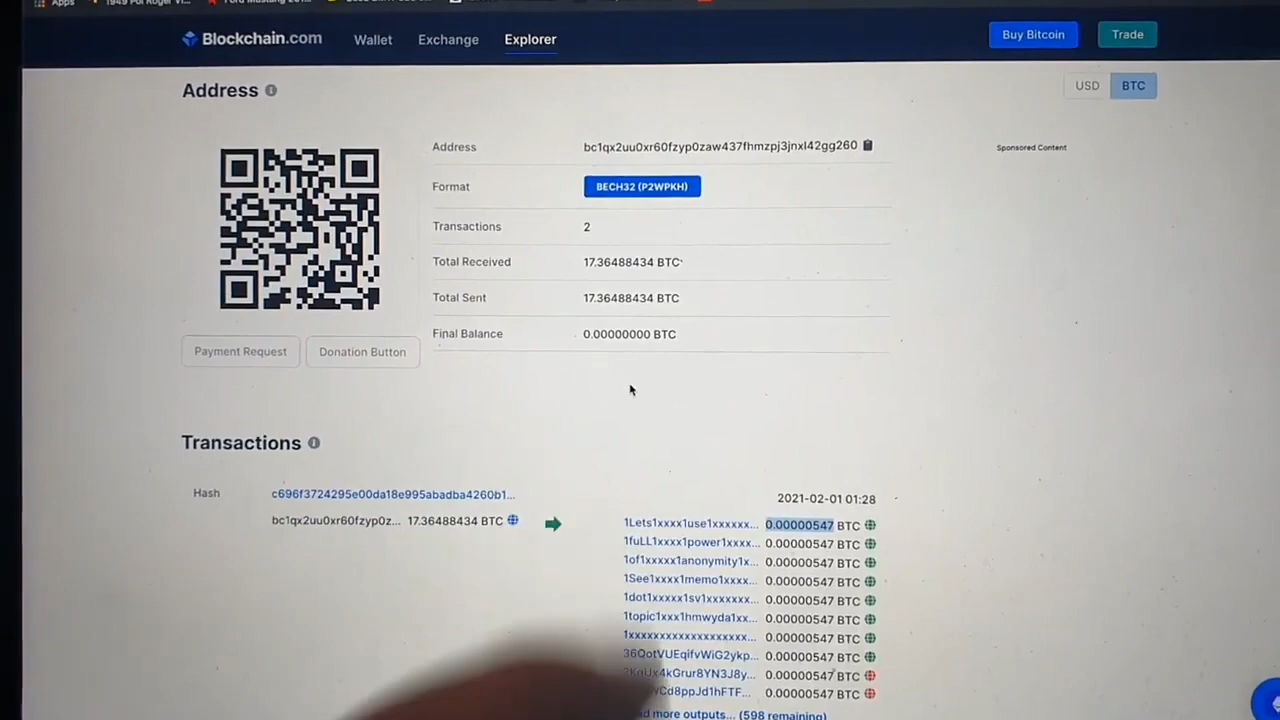 Apps
Blockchain.com Wallet Exchange Explorer Buy Bitcoin Trade
Address USD BTC
Address bc1qx2uu0xr60fzyp0zaw437fhmzpj3jnxl42gg260 Sponsored Content
Format BECH32 (P2WPKH)
Transactions 2
Total Received 17.36488434 BTC
Total Sent 17.36488434 BTC
Final Balance 0.00000000 BTC
Payment Request Donation Button
Transactions
Hash c696f3724295e00da18e995abadba4260b1... 2021-02-01 01:28
bc1qx2uu0xr60fzyp0z... 17.36488434 BTC 1Lets1xxxx1use1xxxxxx... 0.00000547 BTC
1fuLL1xxxx1power1xxxx... 0.00000547 BTC
1of1xxxxx1anonymity1x... 0.00000547 BTC
1See1xxxx1memo1xxxx... 0.00000547 BTC
1dot1xxxxx1sv1xxxxxxx... 0.00000547 BTC
1topic1xxx1hmwyda1xx... 0.00000547 BTC
1xxxxxxxxxxxxxxxxxxx... 0.00000547 BTC
36QotVUEqifvWiG2ykp... 0.00000547 BTC
0.00000547 BTC
0.00000547 BTC
more outputs... (598 remaining)